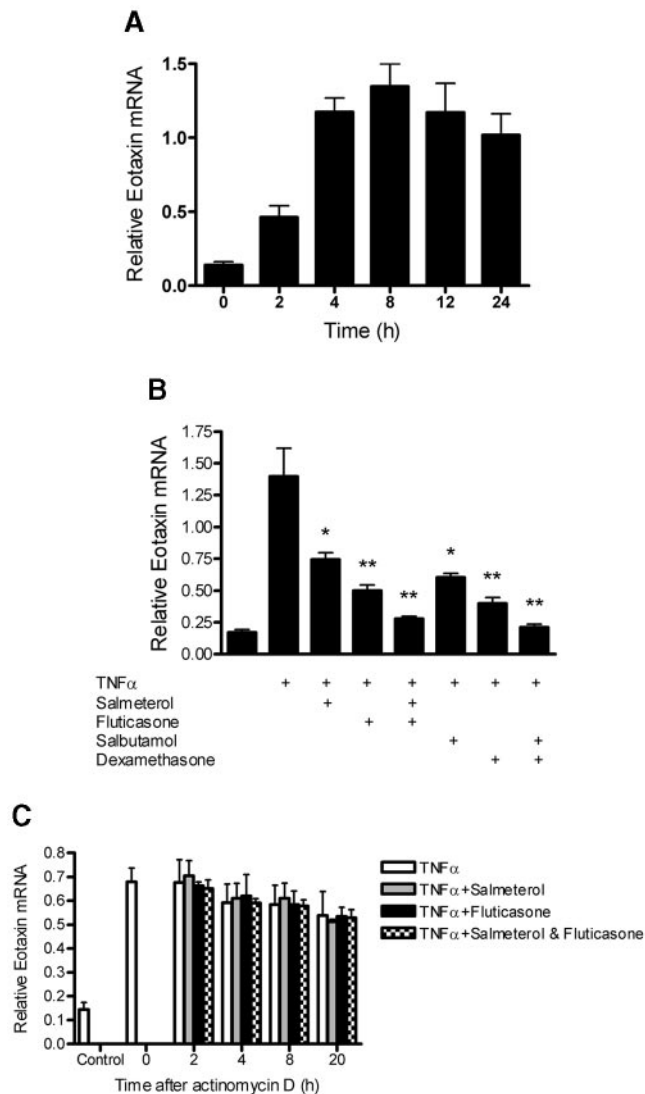 A
Relative Eotaxin mRNA
1.5
1.0
0.5
0.0
0 2 4 8 12 24
Time (h)
B
Relative Eotaxin mRNA
1.75
1.50
1.25
1.00
0.75
0.50
0.25
0.00
* ** ** * ** **
TNFα + + + + + + +
Salmeterol + +
Fluticasone + +
Salbutamol + +
Dexamethasone + +
C
Relative Eotaxin mRNA
0.8
0.7
0.6
0.5
0.4
0.3
0.2
0.1
0.0
Control 0 2 4 8 20
Time after actinomycin D (h)
TNFα
TNFα+Salmeterol
TNFα+Fluticasone
TNFα+Salmeterol & Fluticasone